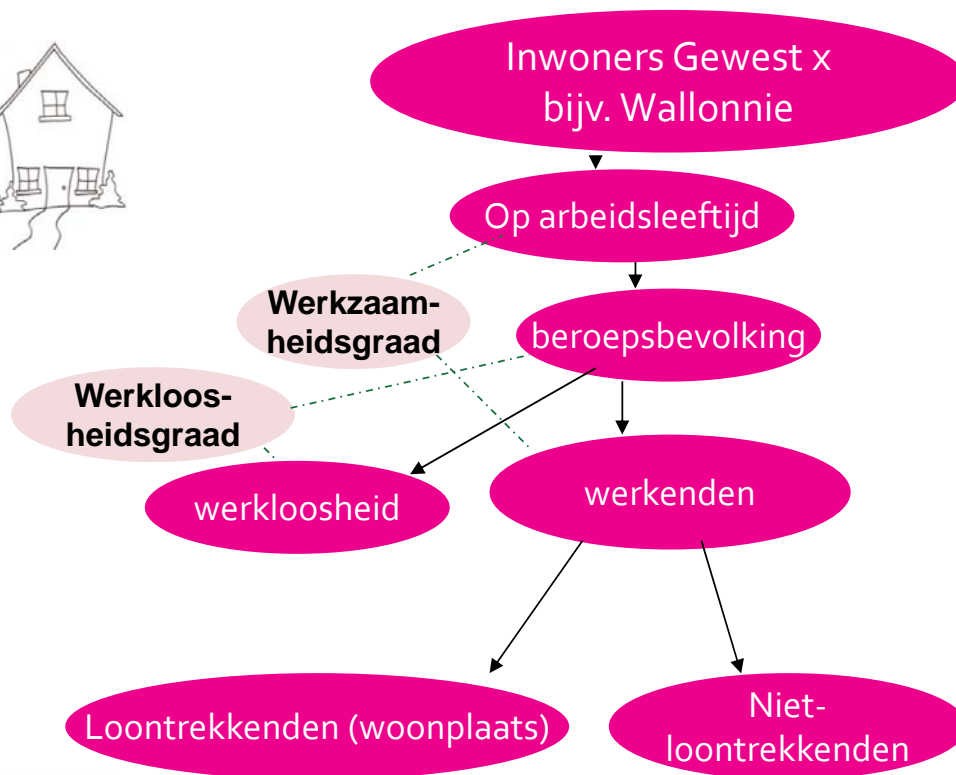 Inwoners Gewest x
bijv. Wallonnie
Op arbeidsleeftijd
Werkzaam-
heidsgraad
beroepsbevolking
Werkloos-
heidsgraad
werkloosheid
werkenden
Loontrekkenden (woonplaats)
Niet-
loontrekkenden